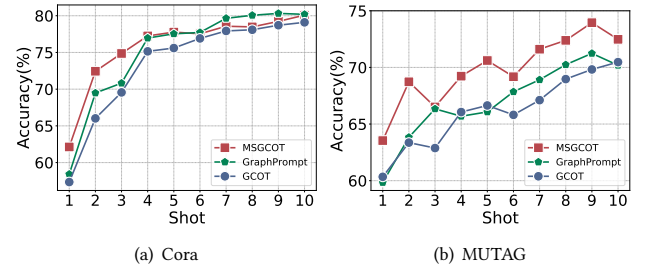 80
75
70
65
60
Accuracy(%)
MSGCOT
GraphPrompt
GCOT
1 2 3 4 5 6 7 8 9 10
Shot
(a) Cora
75
70
65
60
Accuracy(%)
MSGCOT
GraphPrompt
GCOT
1 2 3 4 5 6 7 8 9 10
Shot
(b) MUTAG